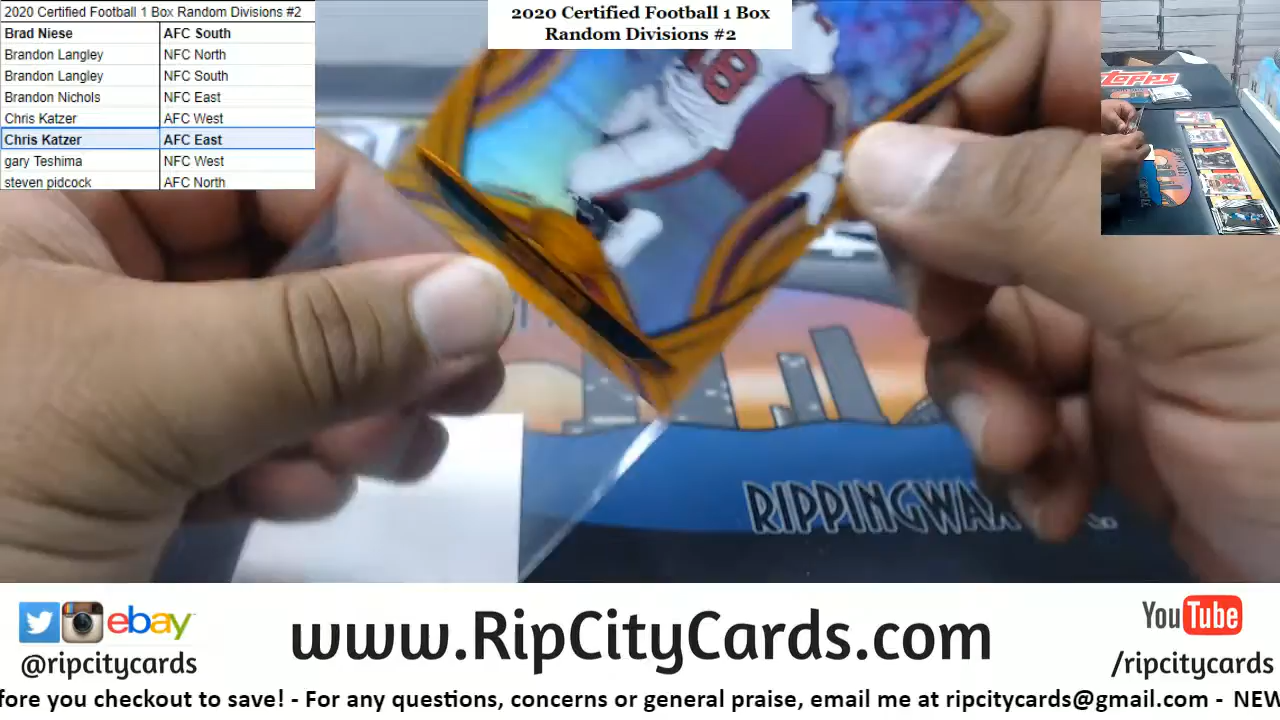 2020 Certified Football 1 Box Random Divisions #2
Brad Niese AFC South
Brandon Langley NFC North
Brandon Langley NFC South
Brandon Nichols NFC East
Chris Katzer AFC West
Chris Katzer AFC East
gary Teshima NFC West
steven pidcock AFC North
2020 Certified Football 1 Box
Random Divisions #2
TOPPS
8
ebay
@ripcitycards
www.RipCityCards.com
YouTube
/ripcitycards
fore you checkout to save! - For any questions, concerns or general praise, email me at ripcitycards@gmail.com - NEW